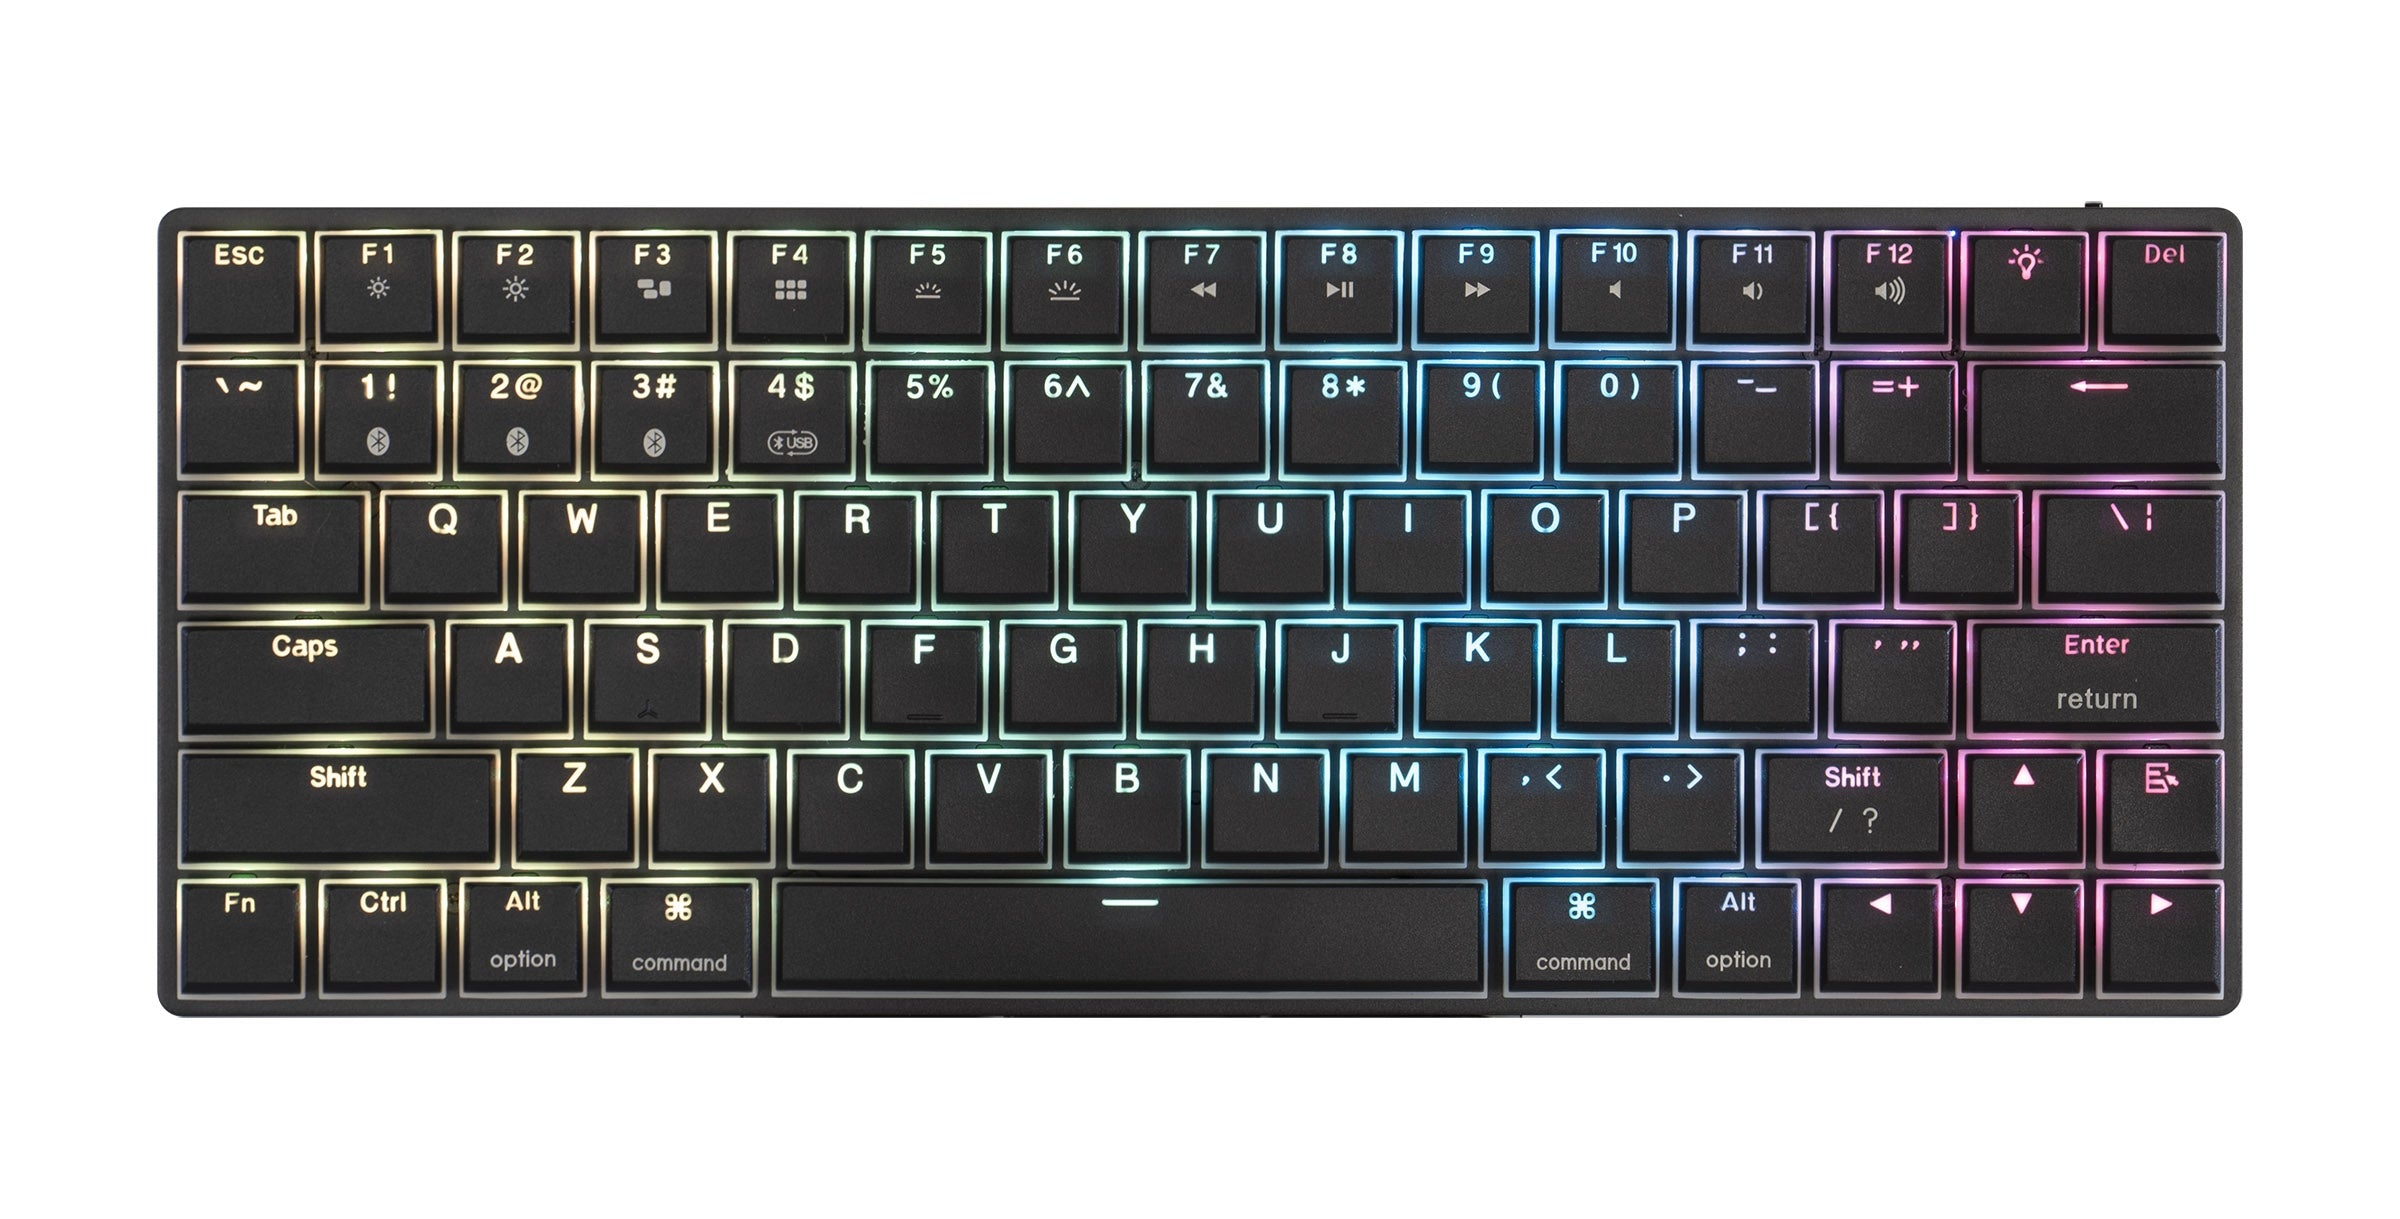 Esc F1 F2 F3 F4 F5 F6 F7 F8 F9 F10 F11 F12 Del
` ~ 1 ! 2 @ 3 # 4 $ 5 % 6 ^ 7 & 8 * 9 ( 0 ) - _ = + ←
USB
Tab Q W E R T Y U I O P [ { ] } \ ¦
Caps A S D F G H J K L ; : ' " Enter
return
Shift Z X C V B N M , < . > Shift ▲
/ ?
Fn Ctrl Alt ⌘ — ⌘ Alt ◀ ▼ ▶
option command command option